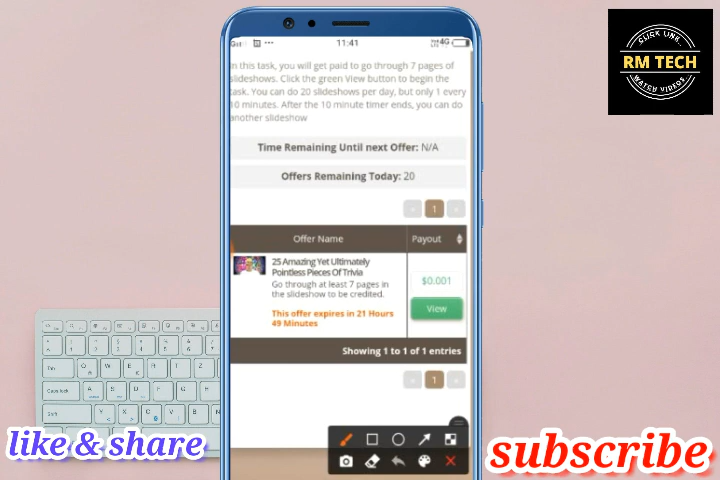 11:41
4G
In this task, you will get paid to go through 7 pages of
slideshows. Click the green View button to begin the
task. You can do 20 slideshows per day, but only 1 every
10 minutes. After the 10 minute timer ends, you can do
another slideshow
Time Remaining Until next Offer: N/A
Offers Remaining Today: 20
« 1 »
Offer Name Payout
25 Amazing Yet Ultimately
Pointless Pieces Of Trivia
Go through at least 7 pages in
the slideshow to be credited.
This offer expires in 21 Hours
49 Minutes
$0.001
View
Showing 1 to 1 of 1 entries
« 1 »
CLICK LINK..
RM TECH
WATCH VIDEOS
like & share
subscribe